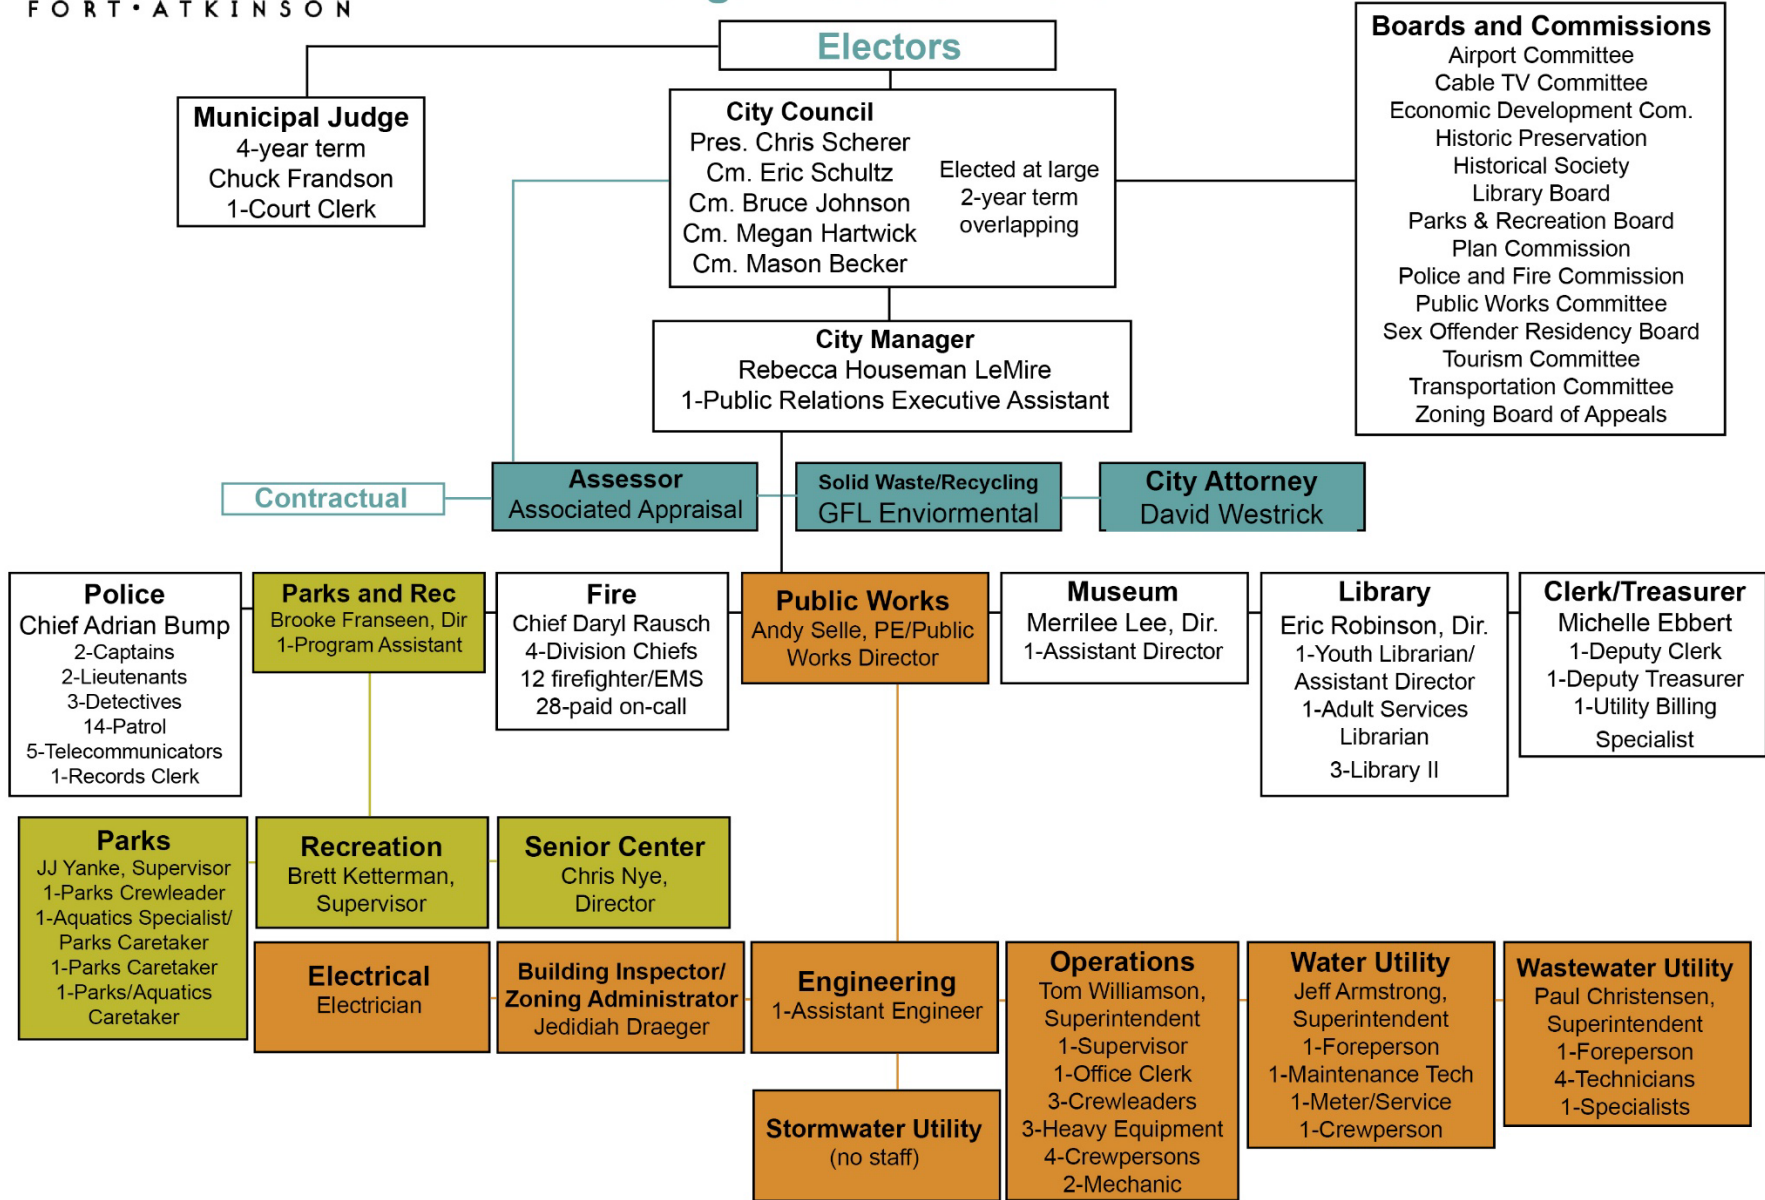 FORT • ATKINSON
g
Electors
Municipal Judge
4-year term
Chuck Frandson
1-Court Clerk
City Council
Pres. Chris Scherer
Cm. Eric Schultz
Cm. Bruce Johnson
Cm. Megan Hartwick
Cm. Mason Becker
Elected at large
2-year term
overlapping
Boards and Commissions
Airport Committee
Cable TV Committee
Economic Development Com.
Historic Preservation
Historical Society
Library Board
Parks & Recreation Board
Plan Commission
Police and Fire Commission
Public Works Committee
Sex Offender Residency Board
Tourism Committee
Transportation Committee
Zoning Board of Appeals
City Manager
Rebecca Houseman LeMire
1-Public Relations Executive Assistant
Contractual
Assessor
Associated Appraisal
Solid Waste/Recycling
GFL Enviormental
City Attorney
David Westrick
Police
Chief Adrian Bump
2-Captains
2-Lieutenants
3-Detectives
14-Patrol
5-Telecommunicators
1-Records Clerk
Parks and Rec
Brooke Franseen, Dir
1-Program Assistant
Fire
Chief Daryl Rausch
4-Division Chiefs
12 firefighter/EMS
28-paid on-call
Public Works
Andy Selle, PE/Public
Works Director
Museum
Merrilee Lee, Dir.
1-Assistant Director
Library
Eric Robinson, Dir.
1-Youth Librarian/
Assistant Director
1-Adult Services
Librarian
3-Library II
Clerk/Treasurer
Michelle Ebbert
1-Deputy Clerk
1-Deputy Treasurer
1-Utility Billing
Specialist
Parks
JJ Yanke, Supervisor
1-Parks Crewleader
1-Aquatics Specialist/
Parks Caretaker
1-Parks Caretaker
1-Parks/Aquatics
Caretaker
Recreation
Brett Ketterman,
Supervisor
Senior Center
Chris Nye,
Director
Electrical
Electrician
Building Inspector/
Zoning Administrator
Jedidiah Draeger
Engineering
1-Assistant Engineer
Stormwater Utility
(no staff)
Operations
Tom Williamson,
Superintendent
1-Supervisor
1-Office Clerk
3-Crewleaders
3-Heavy Equipment
4-Crewpersons
2-Mechanic
Water Utility
Jeff Armstrong,
Superintendent
1-Foreperson
1-Maintenance Tech
1-Meter/Service
1-Crewperson
Wastewater Utility
Paul Christensen,
Superintendent
1-Foreperson
4-Technicians
1-Specialists